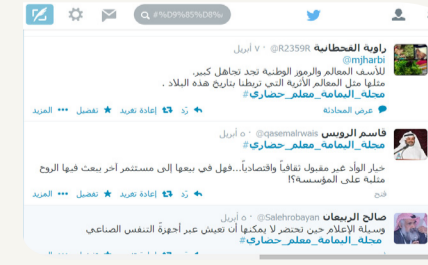 #%D9%85%D8%
راوية القحطانية @R2359R · ٧ أبريل
@mjharbi
للأسف المعالم والرموز الوطنية تجد تجاهل كبير.
مثلها مثل المعالم الأثرية التي تربطنا بتاريخ هذه البلاد .
#مجلة_اليمامة_معلم_حضاري
عرض المحادثة رد إعادة تغريد تفضيل المزيد
قاسم الرويس @qasemalrwais · ٥ أبريل
#مجلة_اليمامة_معلم_حضاري
خيار الوأد غير مقبول ثقافياً واقتصادياً...فهل في بيعها إلى مستثمر آخر يبعث فيها الروح
مثلبة على المؤسسة؟!
فتح رد إعادة تغريد تفضيل المزيد
صالح الربيعان @Salehrobayan · ٥ أبريل
وسيلة الإعلام حين تحتضر لا يمكنها أن تعيش عبر أجهزة التنفس الصناعي
#مجلة_اليمامة_معلم_حضاري